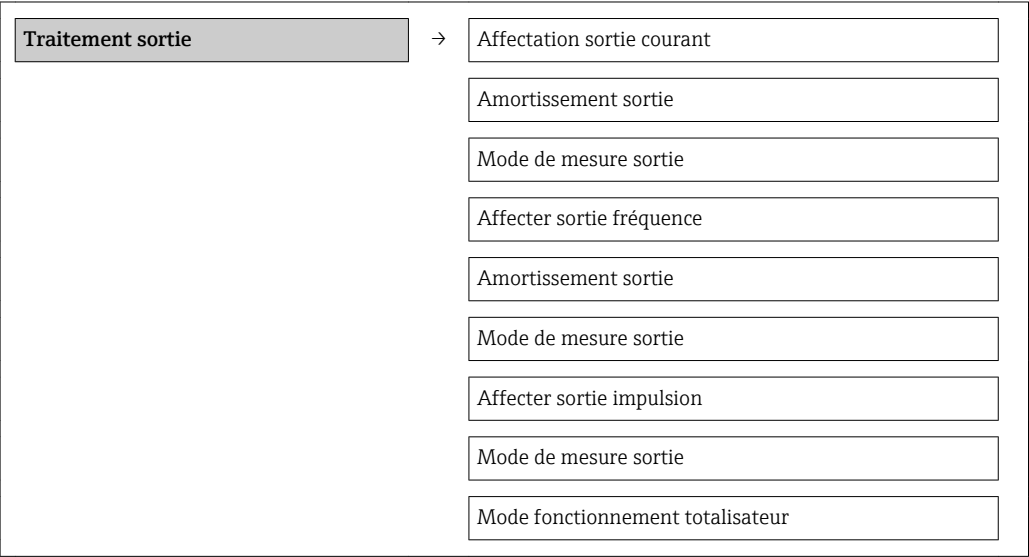 Traitement sortie → Affectation sortie courant
Amortissement sortie
Mode de mesure sortie
Affecter sortie fréquence
Amortissement sortie
Mode de mesure sortie
Affecter sortie impulsion
Mode de mesure sortie
Mode fonctionnement totalisateur